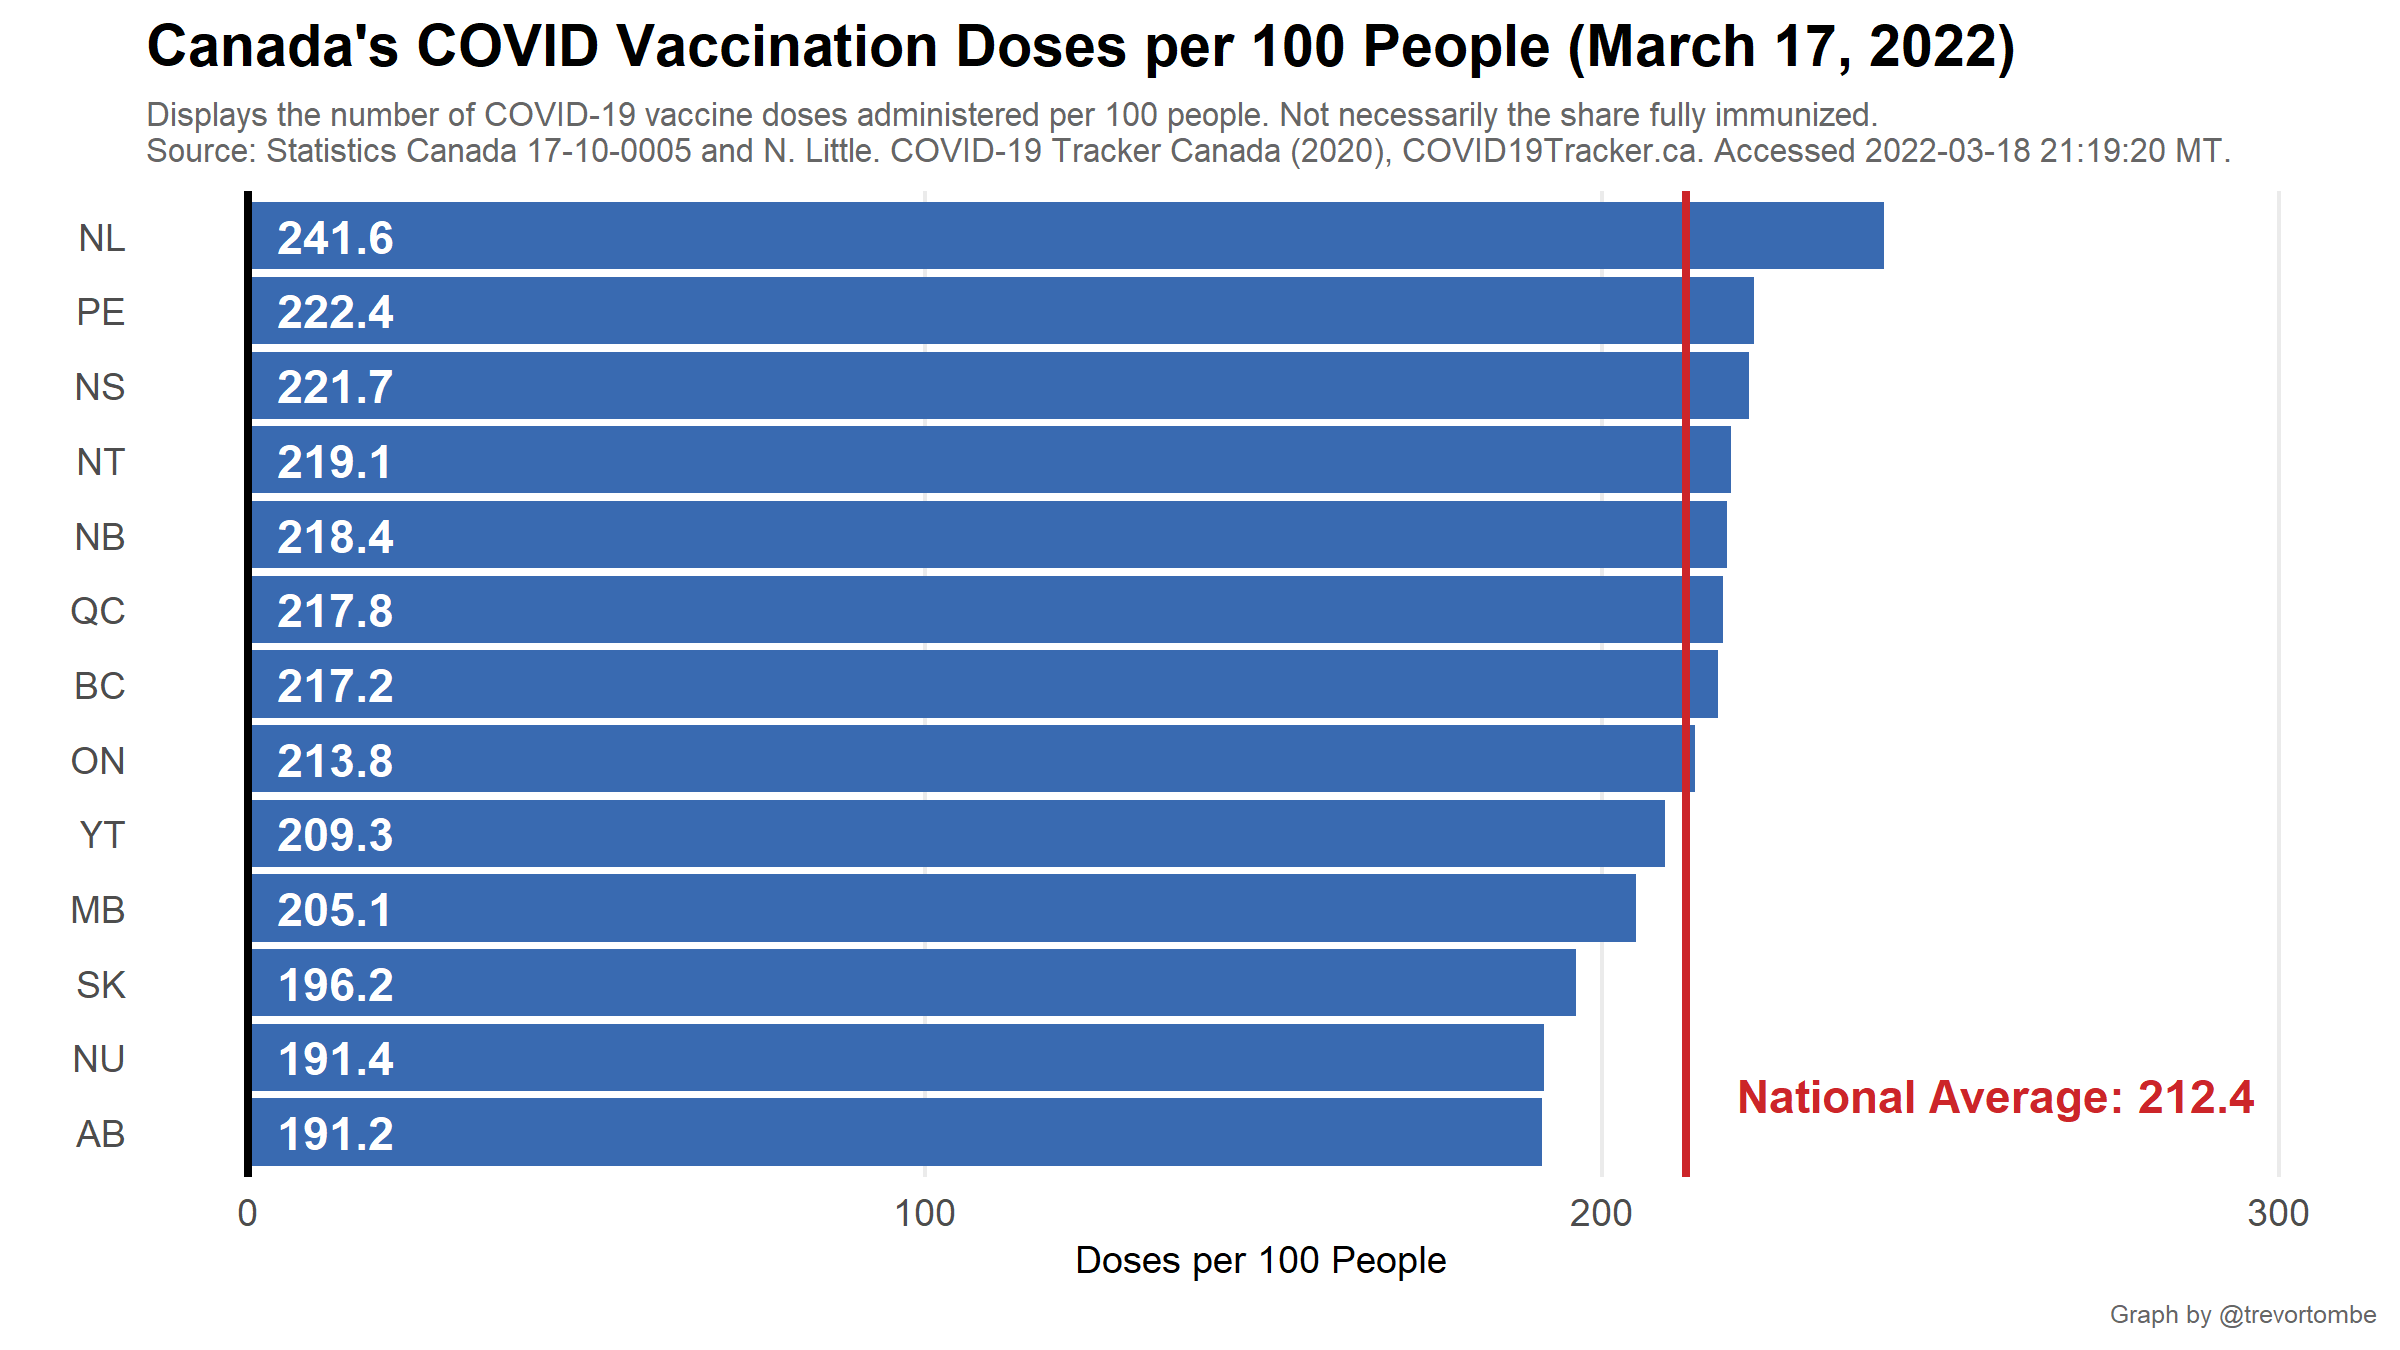 Canada's COVID Vaccination Doses per 100 People (March 17, 2022)
Displays the number of COVID-19 vaccine doses administered per 100 people. Not necessarily the share fully immunized.
Source: Statistics Canada 17-10-0005 and N. Little. COVID-19 Tracker Canada (2020), COVID19Tracker.ca. Accessed 2022-03-18 21:19:20 MT.
NL 241.6
PE 222.4
NS 221.7
NT 219.1
NB 218.4
QC 217.8
BC 217.2
ON 213.8
YT 209.3
MB 205.1
SK 196.2
NU 191.4
National Average: 212.4
AB 191.2
0 100 200 300
Doses per 100 People
Graph by @trevortombe